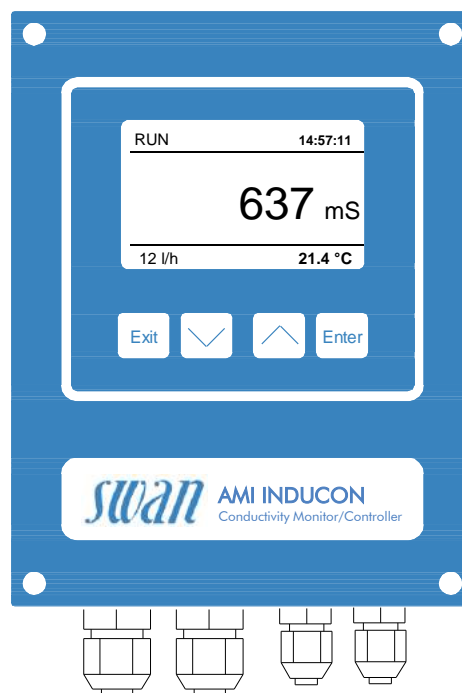 RUN 14:57:11
637 mS
12 l/h 21.4 °C
Exit Enter
swan AMI INDUCON
Conductivity Monitor/Controller